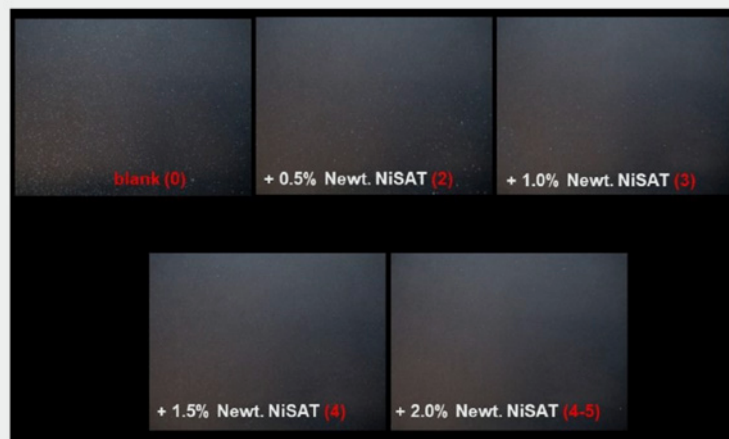 blank (0)
+ 0.5% Newt. NiSAT (2)
+ 1.0% Newt. NiSAT (3)
+ 1.5% Newt. NiSAT (4)
+ 2.0% Newt. NiSAT (4-5)